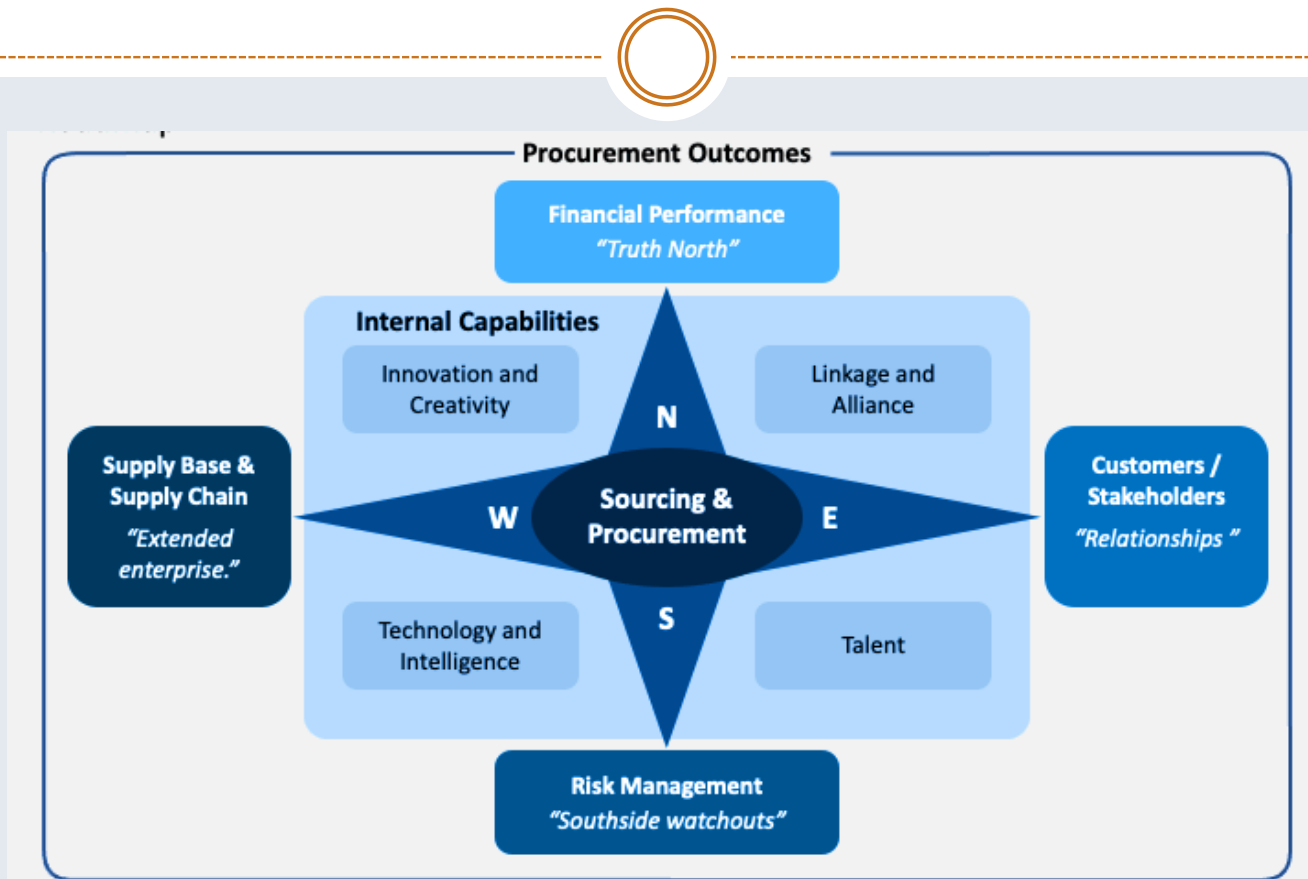 Procurement Outcomes
Financial Performance
“Truth North”
Internal Capabilities
Innovation and
Creativity
Linkage and
Alliance
N
Supply Base &
Supply Chain
“Extended
enterprise.”
W
Sourcing &
Procurement
E
Customers /
Stakeholders
“Relationships ”
S
Technology and
Intelligence
Talent
Risk Management
“Southside watchouts”